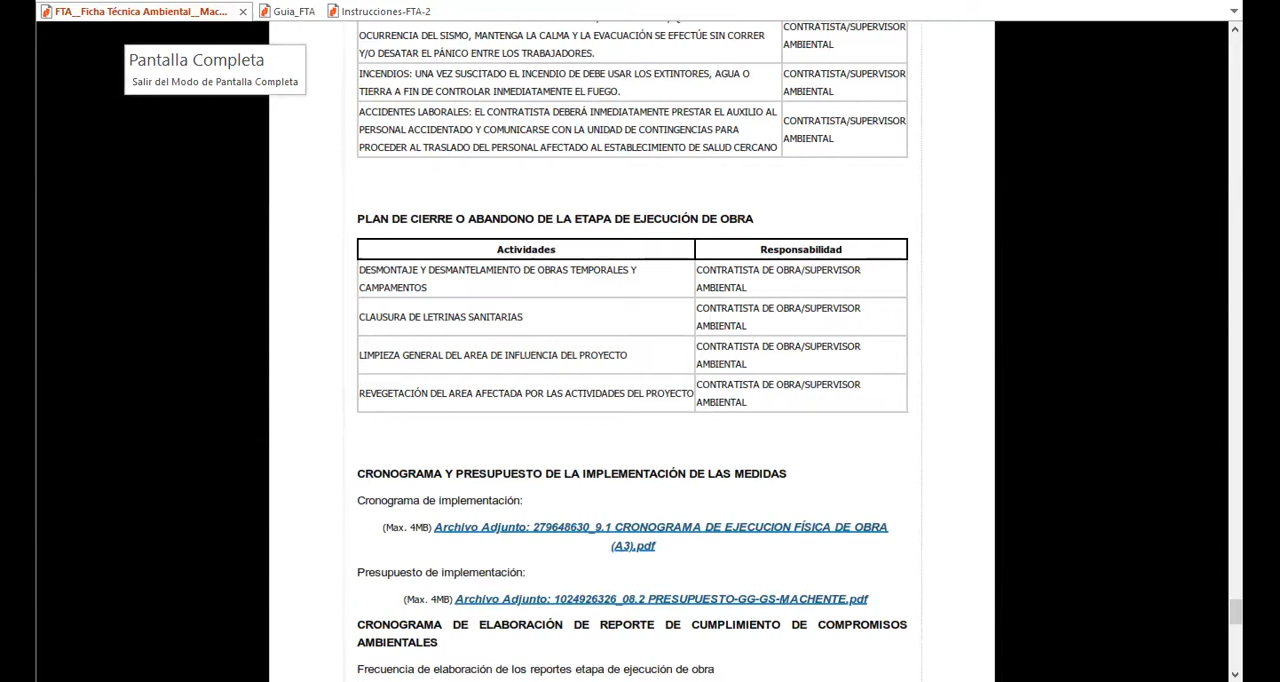 FTA__Ficha Técnica Ambiental__Mac...
Guia_FTA
Instrucciones-FTA-2
Pantalla Completa
Salir del Modo de Pantalla Completa
OCURRENCIA DEL SISMO, MANTENGA LA CALMA Y LA EVACUACIÓN SE EFECTÚE SIN CORRER
Y/O DESATAR EL PÁNICO ENTRE LOS TRABAJADORES.
CONTRATISTA/SUPERVISOR
AMBIENTAL
INCENDIOS: UNA VEZ SUSCITADO EL INCENDIO DE DEBE USAR LOS EXTINTORES, AGUA O
TIERRA A FIN DE CONTROLAR INMEDIATAMENTE EL FUEGO.
CONTRATISTA/SUPERVISOR
AMBIENTAL
ACCIDENTES LABORALES: EL CONTRATISTA DEBERÁ INMEDIATAMENTE PRESTAR EL AUXILIO AL
PERSONAL ACCIDENTADO Y COMUNICARSE CON LA UNIDAD DE CONTINGENCIAS PARA
PROCEDER AL TRASLADO DEL PERSONAL AFECTADO AL ESTABLECIMIENTO DE SALUD CERCANO
CONTRATISTA/SUPERVISOR
AMBIENTAL
PLAN DE CIERRE O ABANDONO DE LA ETAPA DE EJECUCIÓN DE OBRA
Actividades
Responsabilidad
DESMONTAJE Y DESMANTELAMIENTO DE OBRAS TEMPORALES Y
CAMPAMENTOS
CONTRATISTA DE OBRA/SUPERVISOR
AMBIENTAL
CLAUSURA DE LETRINAS SANITARIAS
CONTRATISTA DE OBRA/SUPERVISOR
AMBIENTAL
LIMPIEZA GENERAL DEL AREA DE INFLUENCIA DEL PROYECTO
CONTRATISTA DE OBRA/SUPERVISOR
AMBIENTAL
REVEGETACIÓN DEL AREA AFECTADA POR LAS ACTIVIDADES DEL PROYECTO
CONTRATISTA DE OBRA/SUPERVISOR
AMBIENTAL
CRONOGRAMA Y PRESUPUESTO DE LA IMPLEMENTACIÓN DE LAS MEDIDAS
Cronograma de implementación:
(Max. 4MB) Archivo Adjunto: 279648630_9.1 CRONOGRAMA DE EJECUCION FÍSICA DE OBRA
(A3).pdf
Presupuesto de implementación:
(Max. 4MB) Archivo Adjunto: 1024926326_08.2 PRESUPUESTO-GG-GS-MACHENTE.pdf
CRONOGRAMA DE ELABORACIÓN DE REPORTE DE CUMPLIMIENTO DE COMPROMISOS
AMBIENTALES
Frecuencia de elaboración de los reportes etapa de ejecución de obra